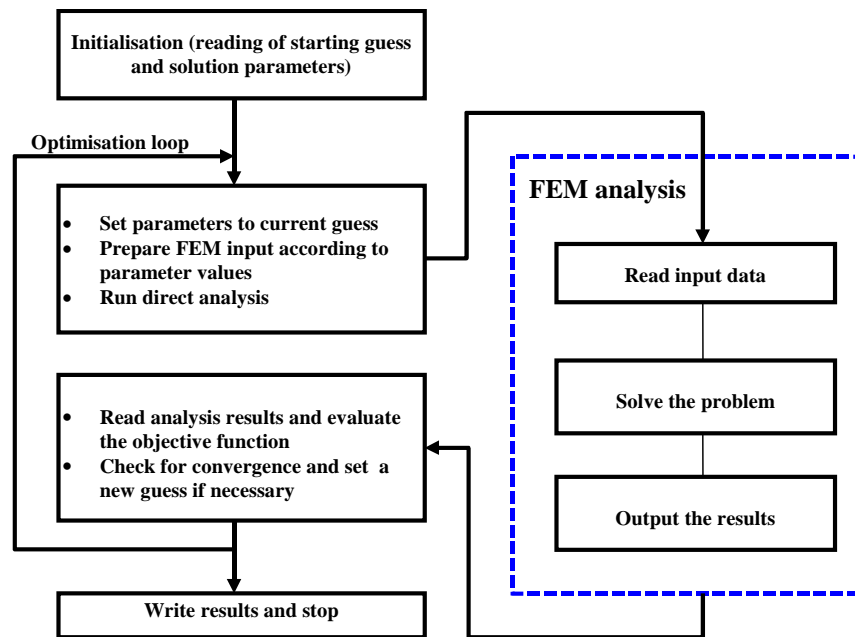 Initialisation (reading of starting guess
and solution parameters)
Optimisation loop
• Set parameters to current guess
• Prepare FEM input according to
parameter values
• Run direct analysis
• Read analysis results and evaluate
the objective function
• Check for convergence and set a
new guess if necessary
Write results and stop
FEM analysis
Read input data
Solve the problem
Output the results